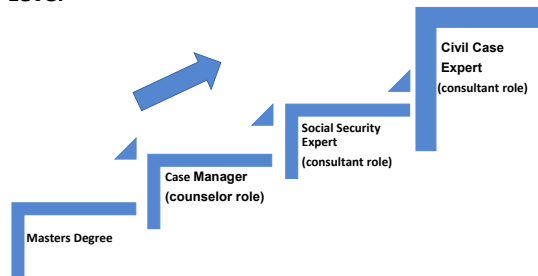 Masters Degree
Case Manager
(counselor role)
Social Security
Expert
(consultant role)
Civil Case
Expert
(consultant role)